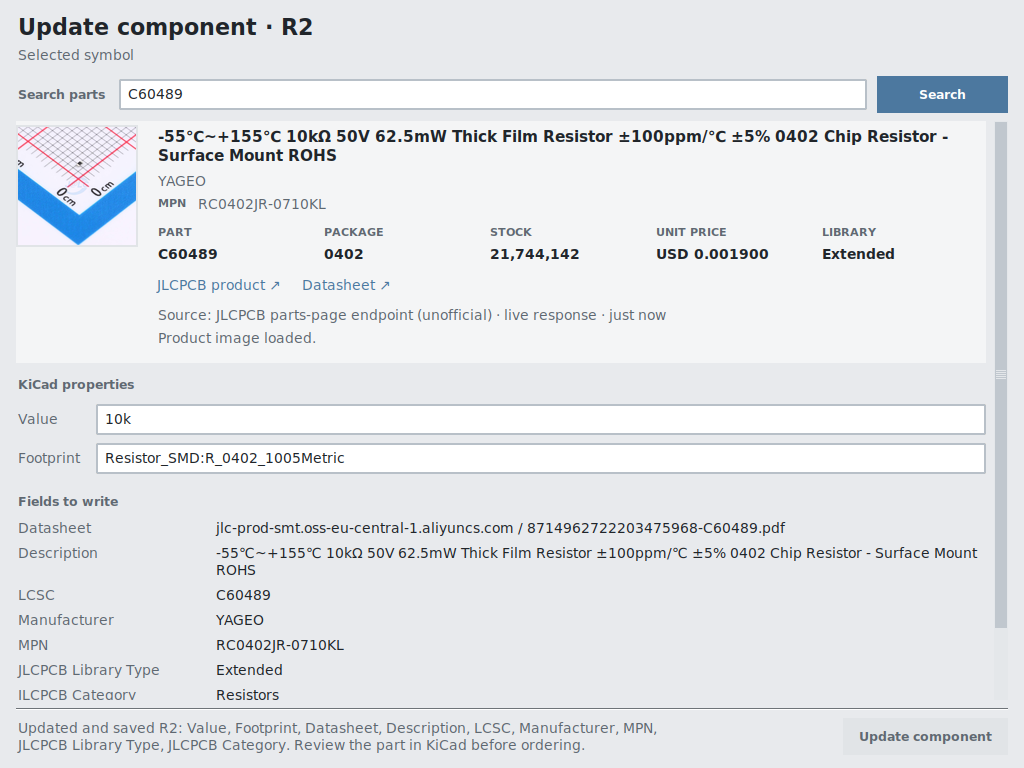 Update component · R2
Selected symbol
Search parts
C60489
Search
-55℃~+155℃ 10kΩ 50V 62.5mW Thick Film Resistor ±100ppm/℃ ±5% 0402 Chip Resistor -
Surface Mount ROHS
YAGEO
MPN RC0402JR-0710KL
PART PACKAGE STOCK UNIT PRICE LIBRARY
C60489 0402 21,744,142 USD 0.001900 Extended
JLCPCB product ↗ Datasheet ↗
Source: JLCPCB parts-page endpoint (unofficial) · live response · just now
Product image loaded.
0cm 0cm
KiCad properties
Value 10k
Footprint Resistor_SMD:R_0402_1005Metric
Fields to write
Datasheet jlc-prod-smt.oss-eu-central-1.aliyuncs.com / 8714962722203475968-C60489.pdf
Description -55℃~+155℃ 10kΩ 50V 62.5mW Thick Film Resistor ±100ppm/℃ ±5% 0402 Chip Resistor - Surface Mount
ROHS
LCSC C60489
Manufacturer YAGEO
MPN RC0402JR-0710KL
JLCPCB Library Type Extended
JLCPCB Category Resistors
Updated and saved R2: Value, Footprint, Datasheet, Description, LCSC, Manufacturer, MPN,
JLCPCB Library Type, JLCPCB Category. Review the part in KiCad before ordering.
Update component